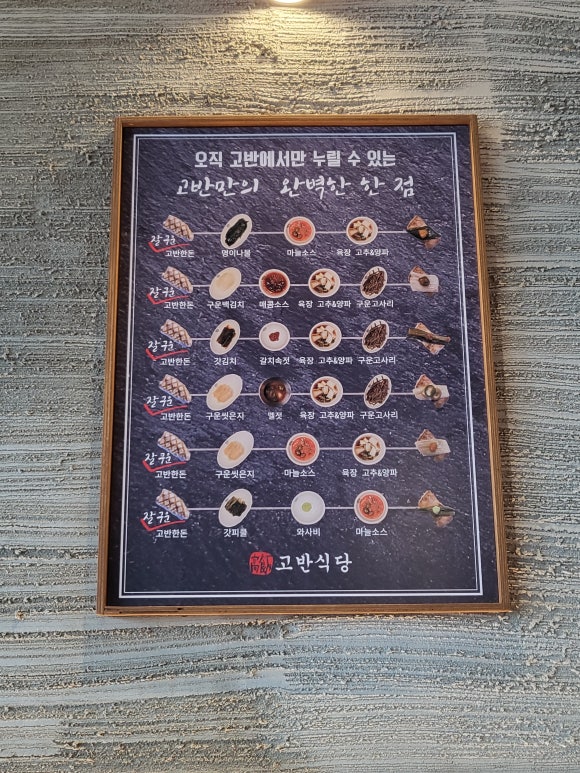 오직 고반에서만 누릴 수 있는
고반만의 완벽한 한 점
잘 구운
고반한돈 명이나물 마늘소스 육장 고추&양파
잘 구운
고반한돈 구운백김치 매콤소스 육장 고추&양파 구운고사리
잘 구운
고반한돈 갓김치 갈치속젓 육장 고추&양파 구운고사리
잘 구운
고반한돈 구운씻은지 멜젓 육장 고추&양파 구운고사리
잘 구운
고반한돈 구운씻은지 마늘소스 육장 고추&양파
잘 구운
고반한돈 갓피클 와사비 마늘소스
고반식당